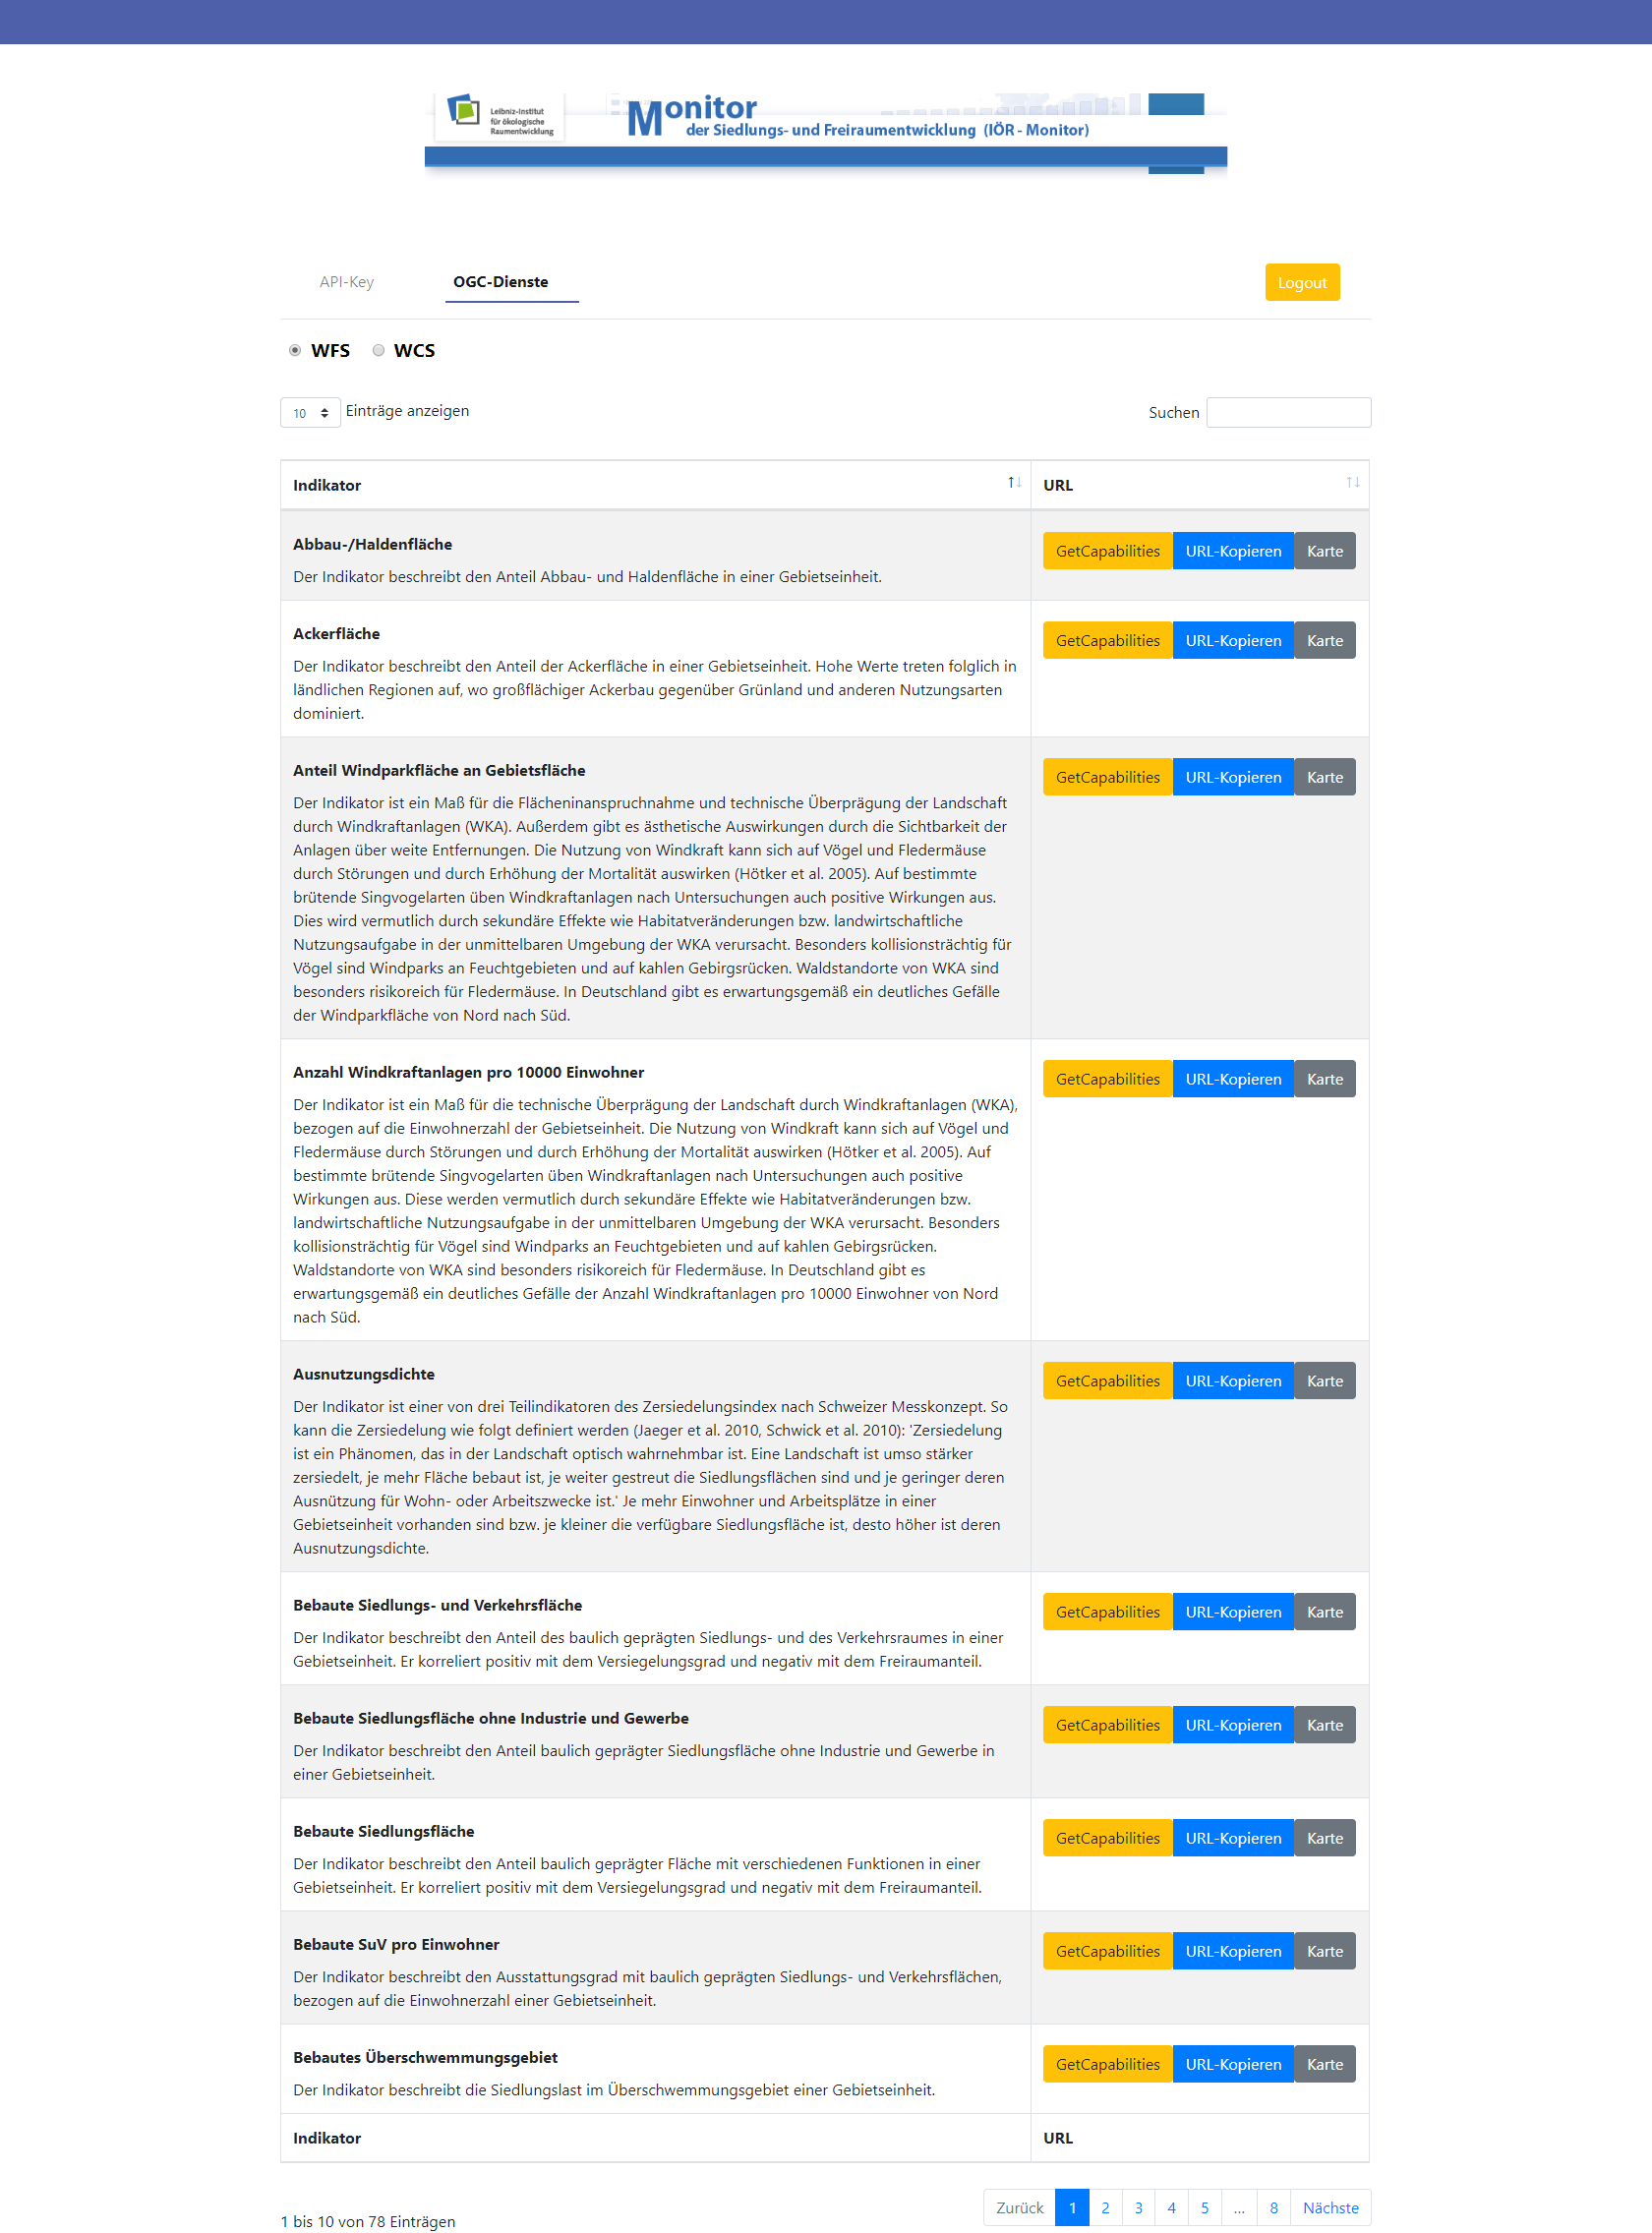 Leibniz-Institut
für ökologische
Raumentwicklung
Monitor
der Siedlungs- und Freiraumentwicklung (IÖR - Monitor)
API-Key
OGC-Dienste
Logout
WFS
WCS
10 Einträge anzeigen
Suchen
Indikator
URL
Abbau-/Haldenfläche
Der Indikator beschreibt den Anteil Abbau- und Haldenfläche in einer Gebietseinheit.
GetCapabilities URL-Kopieren Karte
Ackerfläche
Der Indikator beschreibt den Anteil der Ackerfläche in einer Gebietseinheit. Hohe Werte treten folglich in
ländlichen Regionen auf, wo großflächiger Ackerbau gegenüber Grünland und anderen Nutzungsarten
dominiert.
GetCapabilities URL-Kopieren Karte
Anteil Windparkfläche an Gebietsfläche
Der Indikator ist ein Maß für die Flächeninanspruchnahme und technische Überprägung der Landschaft
durch Windkraftanlagen (WKA). Außerdem gibt es ästhetische Auswirkungen durch die Sichtbarkeit der
Anlagen über weite Entfernungen. Die Nutzung von Windkraft kann sich auf Vögel und Fledermäuse
durch Störungen und durch Erhöhung der Mortalität auswirken (Hötker et al. 2005). Auf bestimmte
brütende Singvogelarten üben Windkraftanlagen nach Untersuchungen auch positive Wirkungen aus.
Dies wird vermutlich durch sekundäre Effekte wie Habitatveränderungen bzw. landwirtschaftliche
Nutzungsaufgabe in der unmittelbaren Umgebung der WKA verursacht. Besonders kollisionsträchtig für
Vögel sind Windparks an Feuchtgebieten und auf kahlen Gebirgsrücken. Waldstandorte von WKA sind
besonders risikoreich für Fledermäuse. In Deutschland gibt es erwartungsgemäß ein deutliches Gefälle
der Windparkfläche von Nord nach Süd.
GetCapabilities URL-Kopieren Karte
Anzahl Windkraftanlagen pro 10000 Einwohner
Der Indikator ist ein Maß für die technische Überprägung der Landschaft durch Windkraftanlagen (WKA),
bezogen auf die Einwohnerzahl der Gebietseinheit. Die Nutzung von Windkraft kann sich auf Vögel und
Fledermäuse durch Störungen und durch Erhöhung der Mortalität auswirken (Hötker et al. 2005). Auf
bestimmte brütende Singvogelarten üben Windkraftanlagen nach Untersuchungen auch positive
Wirkungen aus. Diese werden vermutlich durch sekundäre Effekte wie Habitatveränderungen bzw.
landwirtschaftliche Nutzungsaufgabe in der unmittelbaren Umgebung der WKA verursacht. Besonders
kollisionsträchtig für Vögel sind Windparks an Feuchtgebieten und auf kahlen Gebirgsrücken.
Waldstandorte von WKA sind besonders risikoreich für Fledermäuse. In Deutschland gibt es
erwartungsgemäß ein deutliches Gefälle der Anzahl Windkraftanlagen pro 10000 Einwohner von Nord
nach Süd.
GetCapabilities URL-Kopieren Karte
Ausnutzungsdichte
Der Indikator ist einer von drei Teilindikatoren des Zersiedelungsindex nach Schweizer Messkonzept. So
kann die Zersiedelung wie folgt definiert werden (Jaeger et al. 2010, Schwick et al. 2010): 'Zersiedelung
ist ein Phänomen, das in der Landschaft optisch wahrnehmbar ist. Eine Landschaft ist umso stärker
zersiedelt, je mehr Fläche bebaut ist, je weiter gestreut die Siedlungsflächen sind und je geringer deren
Ausnützung für Wohn- oder Arbeitszwecke ist.' Je mehr Einwohner und Arbeitsplätze in einer
Gebietseinheit vorhanden sind bzw. je kleiner die verfügbare Siedlungsfläche ist, desto höher ist deren
Ausnutzungsdichte.
GetCapabilities URL-Kopieren Karte
Bebaute Siedlungs- und Verkehrsfläche
Der Indikator beschreibt den Anteil des baulich geprägten Siedlungs- und des Verkehrsraumes in einer
Gebietseinheit. Er korreliert positiv mit dem Versiegelungsgrad und negativ mit dem Freiraumanteil.
GetCapabilities URL-Kopieren Karte
Bebaute Siedlungsfläche ohne Industrie und Gewerbe
Der Indikator beschreibt den Anteil baulich geprägter Siedlungsfläche ohne Industrie und Gewerbe in
einer Gebietseinheit.
GetCapabilities URL-Kopieren Karte
Bebaute Siedlungsfläche
Der Indikator beschreibt den Anteil baulich geprägter Fläche mit verschiedenen Funktionen in einer
Gebietseinheit. Er korreliert positiv mit dem Versiegelungsgrad und negativ mit dem Freiraumanteil.
GetCapabilities URL-Kopieren Karte
Bebaute SuV pro Einwohner
Der Indikator beschreibt den Ausstattungsgrad mit baulich geprägten Siedlungs- und Verkehrsflächen,
bezogen auf die Einwohnerzahl einer Gebietseinheit.
GetCapabilities URL-Kopieren Karte
Bebautes Überschwemmungsgebiet
Der Indikator beschreibt die Siedlungslast im Überschwemmungsgebiet einer Gebietseinheit.
GetCapabilities URL-Kopieren Karte
Indikator
URL
1 bis 10 von 78 Einträgen
Zurück 1 2 3 4 5 … 8 Nächste